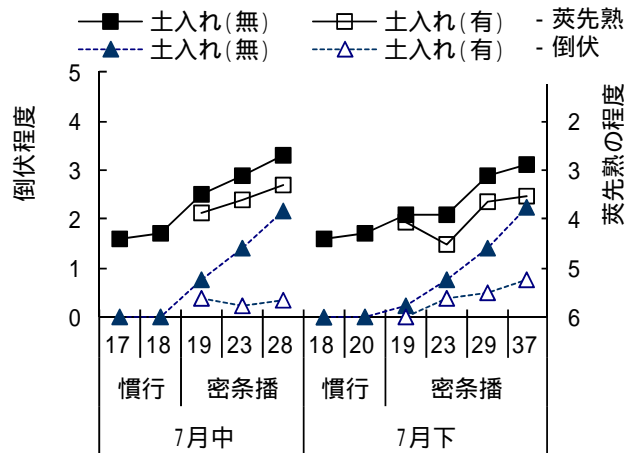 土入れ(無) 土入れ(有) - 莢先熟
土入れ(無) 土入れ(有) - 倒伏
倒伏程度
5
4
3
2
1
0
莢先熟の程度
2
3
4
5
6
17 18 19 23 28 18 20 19 23 29 37
慣行 密条播 慣行 密条播
7月中 7月下